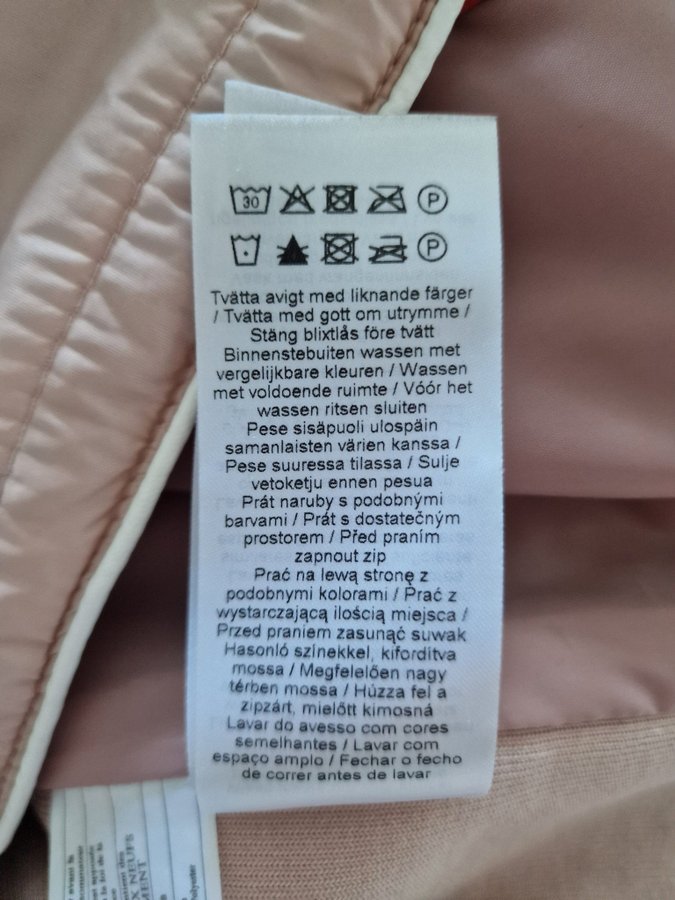 30 P
P
Tvätta avigt med liknande färger
/ Tvätta med gott om utrymme /
Stäng blixtlås före tvätt
Binnenstebuiten wassen met
vergelijkbare kleuren / Wassen
met voldoende ruimte / Vóór het
wassen ritsen sluiten
Pese sisäpuoli ulospäin
samanlaisten värien kanssa /
Pese suuressa tilassa / Sulje
vetoketju ennen pesua
Prát naruby s podobnými
barvami / Prát s dostatečným
prostorem / Před praním
zapnout zip
Prać na lewą stronę z
podobnymi kolorami / Prać z
wystarczającą ilością miejsca /
Przed praniem zasunąć suwak
Hasonló színekkel, kifordítva
mossa / Megfelelően nagy
térben mossa / Húzza fel a
zipzárt, mielőtt kimosná
Lavar do avesso com cores
semelhantes / Lavar com
espaço amplo / Fechar o fecho
de correr antes de lavar
X NEUFS